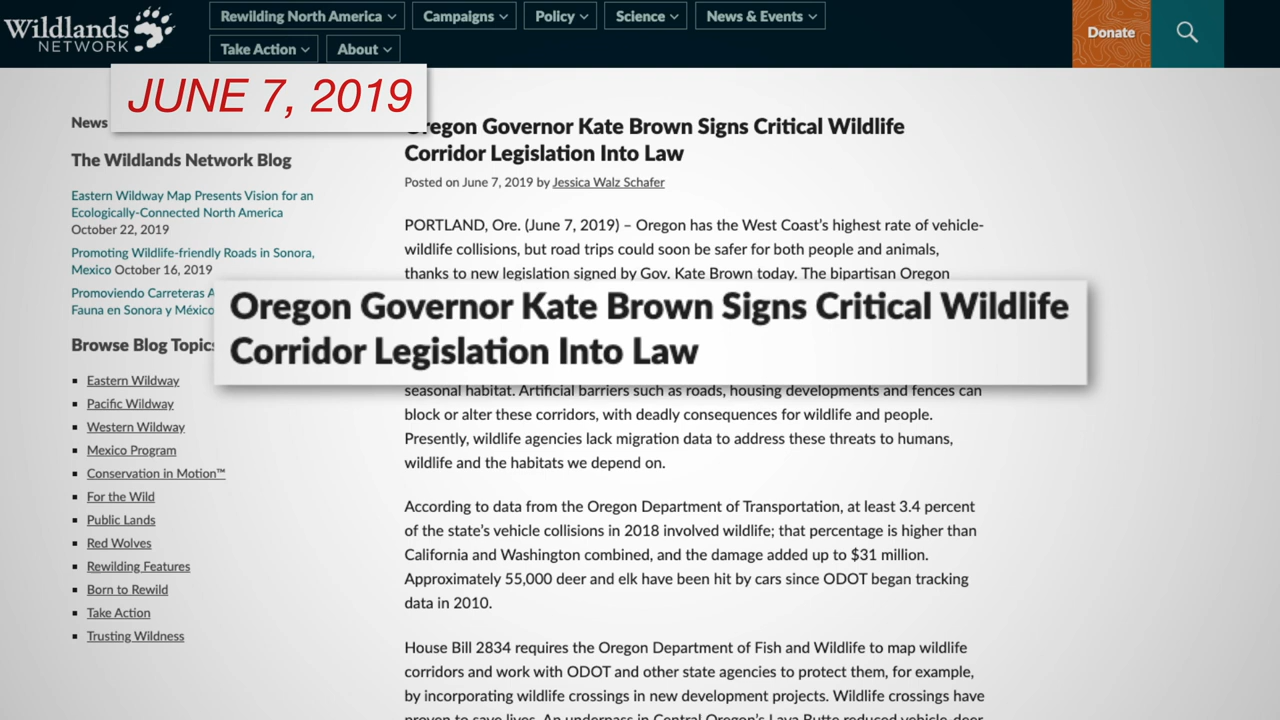 Wildlands
NETWORK
Rewilding North America
Campaigns
Policy
Science
News & Events
Take Action
About
Donate
JUNE 7, 2019
News
The Wildlands Network Blog
Eastern Wildway Map Presents Vision for an
Ecologically-Connected North America
October 22, 2019
Promoting Wildlife-friendly Roads in Sonora,
Mexico October 16, 2019
Promoviendo Carreteras A
Fauna en Sonora y México
Browse Blog Topics
Eastern Wildway
Pacific Wildway
Western Wildway
Mexico Program
Conservation in Motion™
For the Wild
Public Lands
Red Wolves
Rewilding Features
Born to Rewild
Take Action
Trusting Wildness
Oregon Governor Kate Brown Signs Critical Wildlife
Corridor Legislation Into Law
Posted on June 7, 2019 by Jessica Walz Schafer
PORTLAND, Ore. (June 7, 2019) – Oregon has the West Coast's highest rate of vehicle-
wildlife collisions, but road trips could soon be safer for both people and animals,
thanks to new legislation signed by Gov. Kate Brown today. The bipartisan Oregon
Oregon Governor Kate Brown Signs Critical Wildlife
Corridor Legislation Into Law
seasonal habitat. Artificial barriers such as roads, housing developments and fences can
block or alter these corridors, with deadly consequences for wildlife and people.
Presently, wildlife agencies lack migration data to address these threats to humans,
wildlife and the habitats we depend on.
According to data from the Oregon Department of Transportation, at least 3.4 percent
of the state's vehicle collisions in 2018 involved wildlife; that percentage is higher than
California and Washington combined, and the damage added up to $31 million.
Approximately 55,000 deer and elk have been hit by cars since ODOT began tracking
data in 2010.
House Bill 2834 requires the Oregon Department of Fish and Wildlife to map wildlife
corridors and work with ODOT and other state agencies to protect them, for example,
by incorporating wildlife crossings in new development projects. Wildlife crossings have
proven to save lives. An underpass in Central Oregon's Lava Butte reduced vehicle-deer